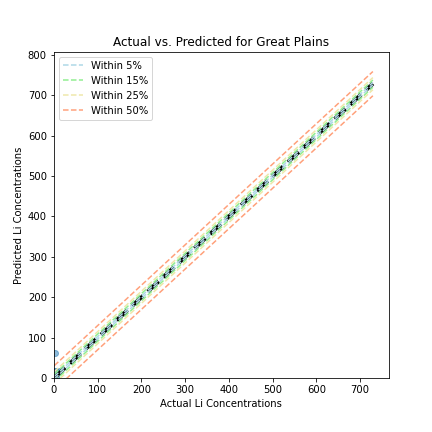 Actual vs. Predicted for Great Plains
Within 5%
Within 15%
Within 25%
Within 50%
800
700
600
500
400
300
200
100
0
Predicted Li Concentrations
0 100 200 300 400 500 600 700
Actual Li Concentrations